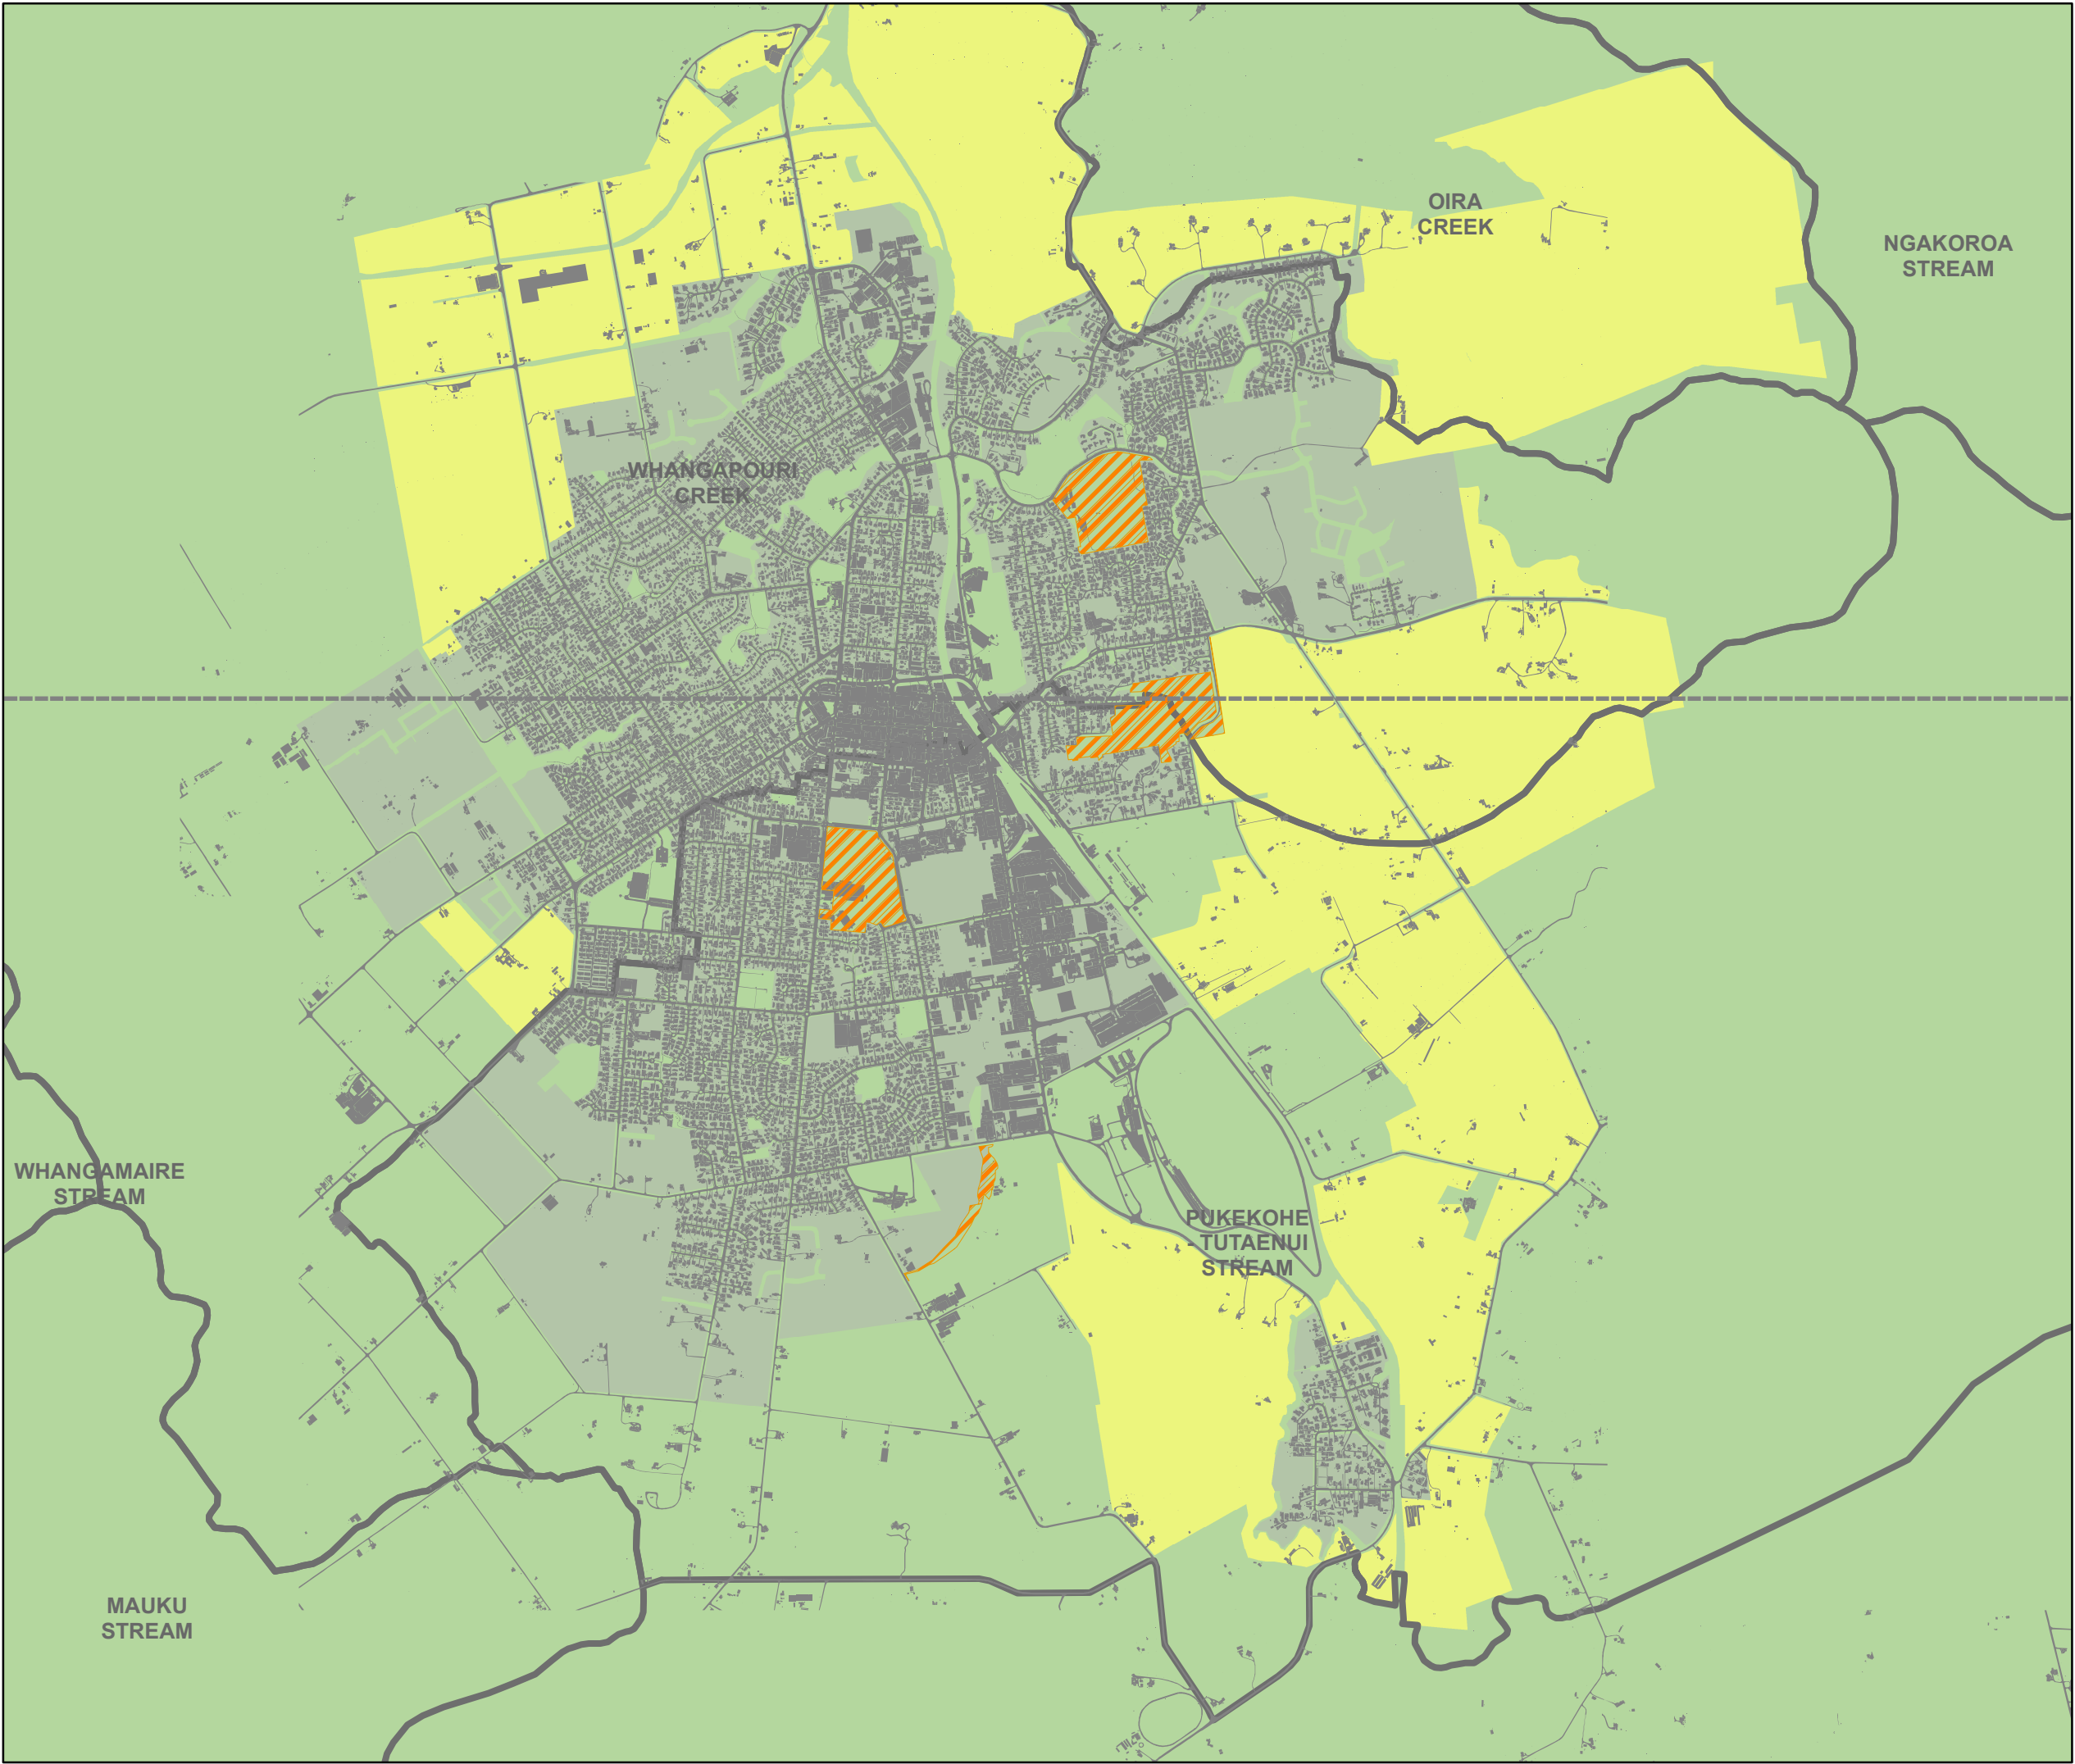 OIRA
CREEK
NGAKOROA
STREAM
WHANGAPOURI
CREEK
WHANGAMAIRE
STREAM
PUKEKOHE
- TUTAENUI
STREAM
MAUKU
STREAM